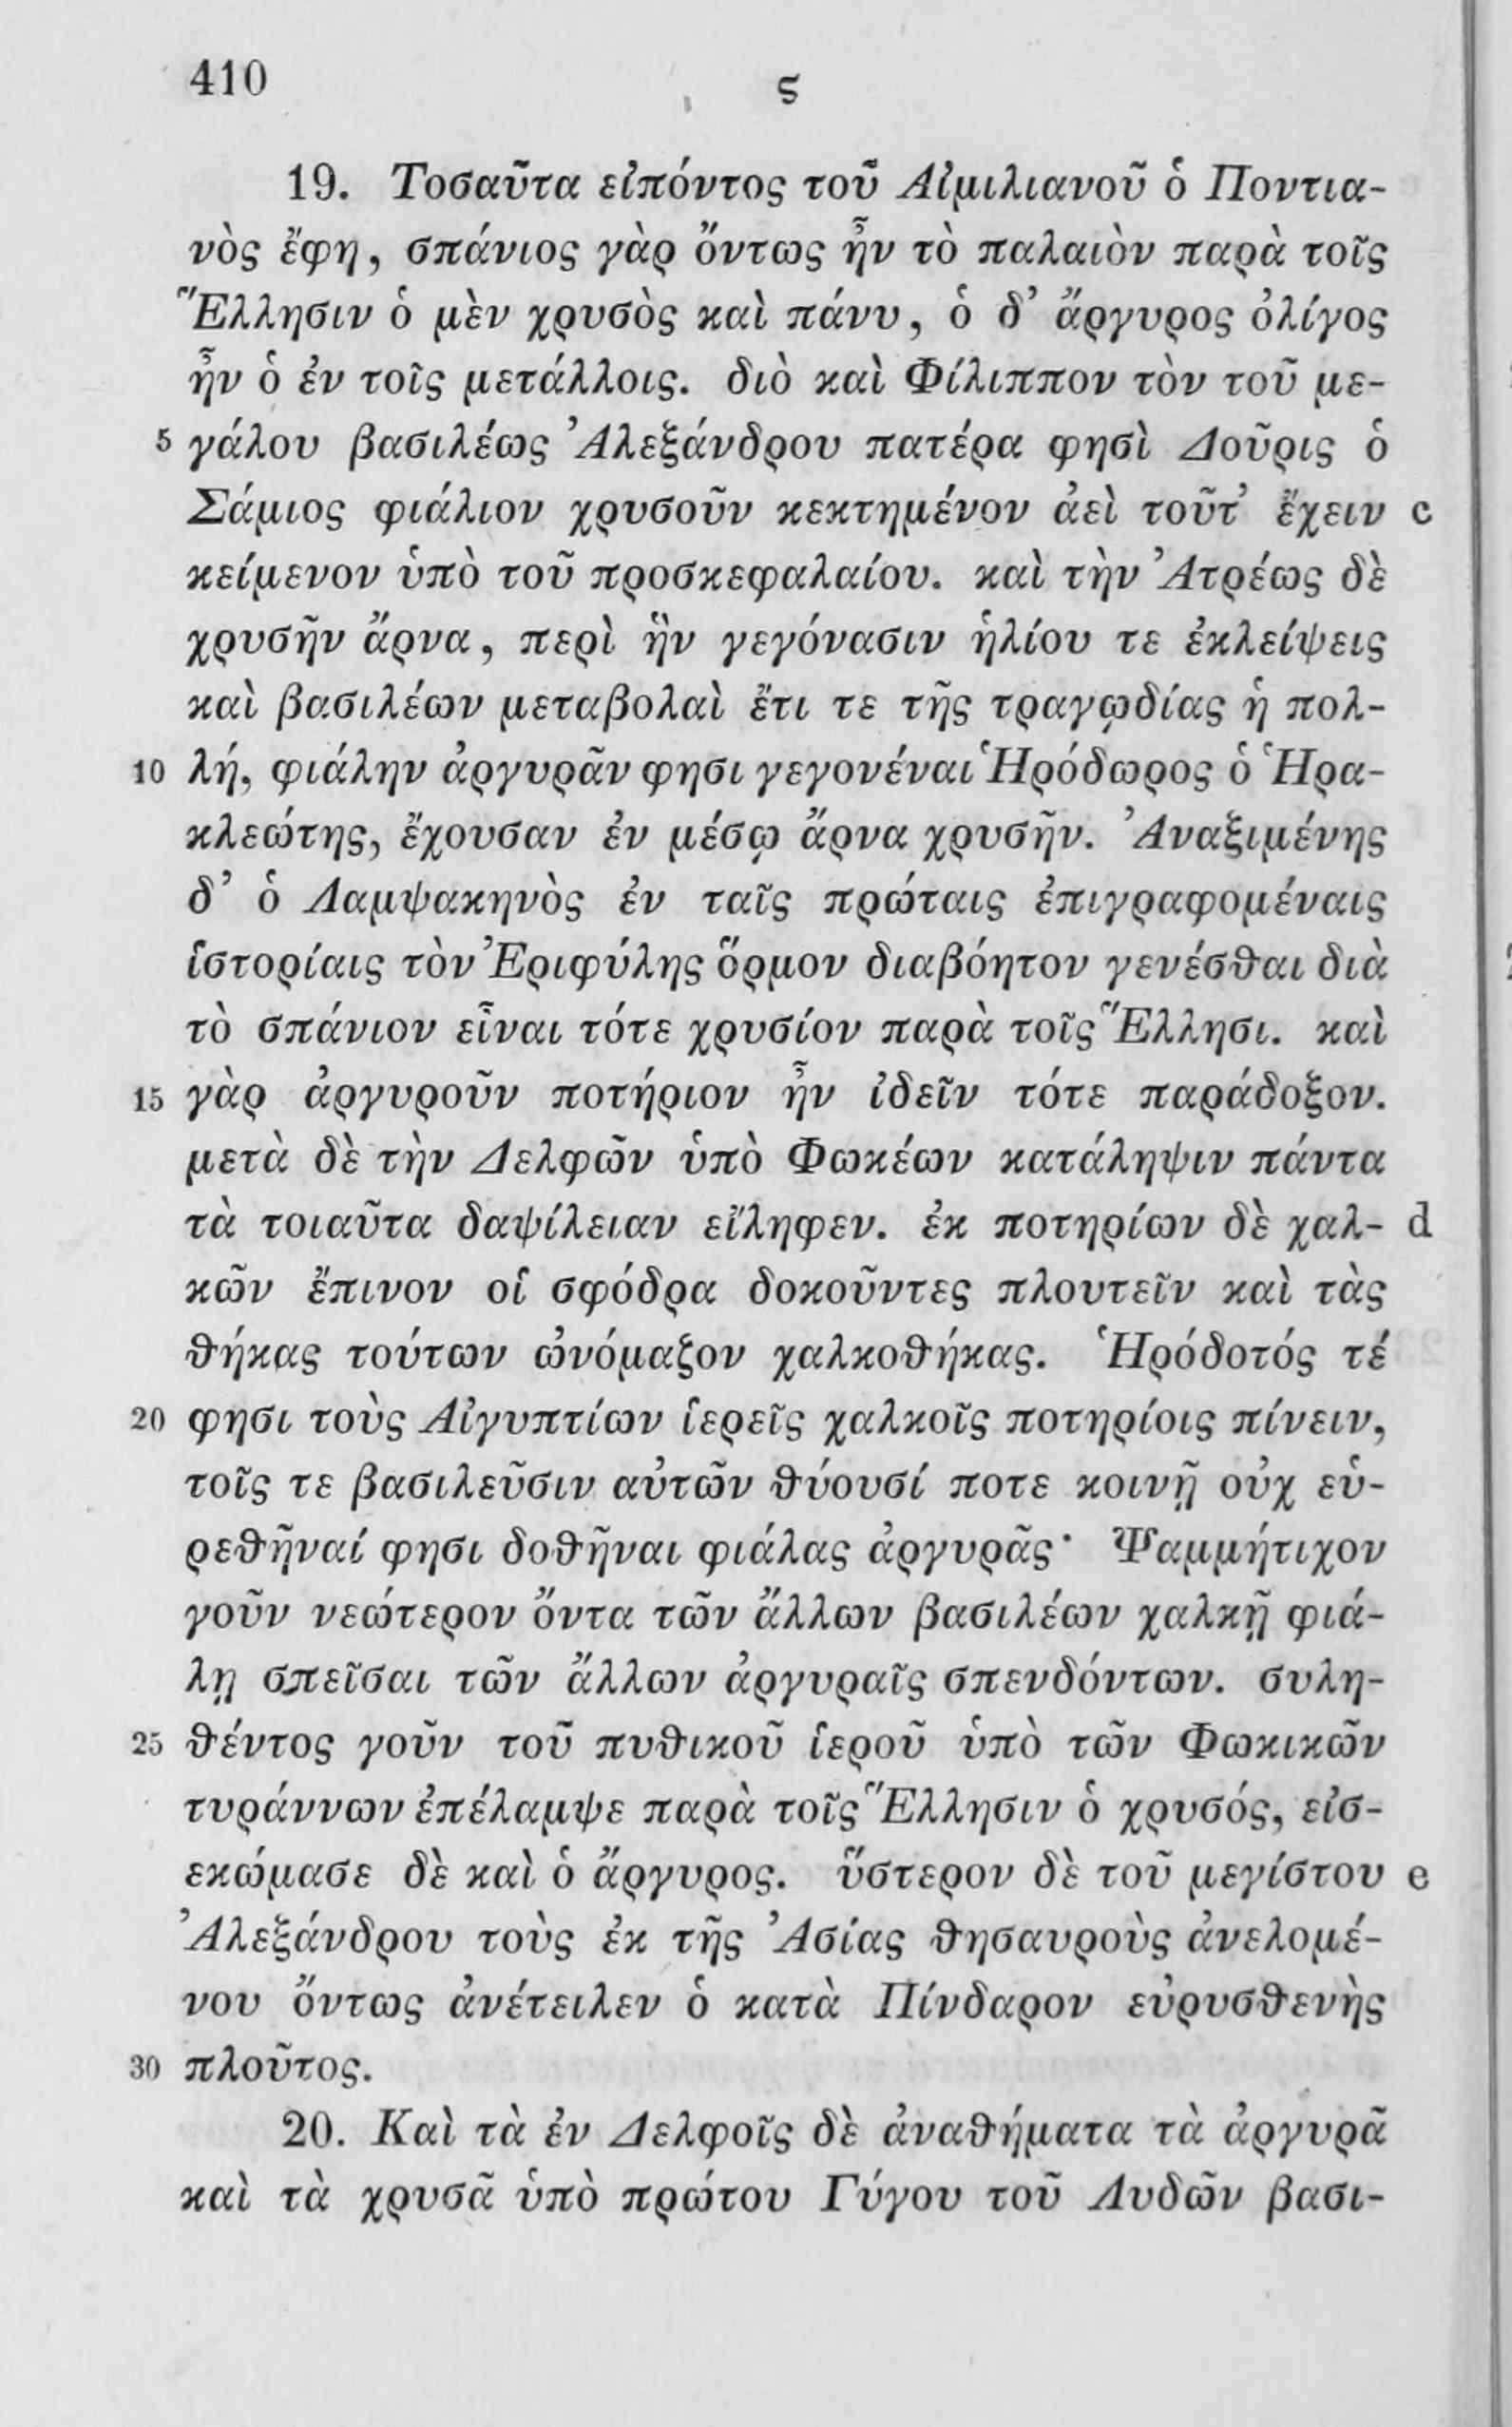 410
ϛ
19. Τοσαῦτα εἰπόντος τοῦ Αἰμιλιανοῦ ὁ Ποντια-
νὸς ἔφη, σπάνιος γὰρ ὄντως ἦν τὸ παλαιὸν παρὰ τοῖς
Ἕλλησιν ὁ μὲν χρυσὸς καὶ πάνυ, ὁ δ’ ἄργυρος ὀλίγος
ἦν ὁ ἐν τοῖς μετάλλοις. διὸ καὶ Φίλιππον τὸν τοῦ με-
5 γάλου βασιλέως Ἀλεξάνδρου πατέρα φησὶ Δοῦρις ὁ
Σάμιος φιάλιον χρυσοῦν κεκτημένον ἀεὶ τοῦτ’ ἔχειν c
κείμενον ὑπὸ τοῦ προσκεφαλαίου. καὶ τὴν Ἀτρέως δὲ
χρυσῆν ἄρνα, περὶ ἣν γεγόνασιν ἡλίου τε ἐκλείψεις
καὶ βασιλέων μεταβολαὶ ἔτι τε τῆς τραγῳδίας ἡ πολ-
10 λή, φιάλην ἀργυρᾶν φησι γεγονέναι Ἡρόδωρος ὁ Ἡρα-
κλεώτης, ἔχουσαν ἐν μέσῳ ἄρνα χρυσῆν. Ἀναξιμένης
δ’ ὁ Λαμψακηνὸς ἐν ταῖς πρώταις ἐπιγραφομέναις
ἱστορίαις τὸν Ἐριφύλης ὅρμον διαβόητον γενέσθαι διὰ
τὸ σπάνιον εἶναι τότε χρυσίον παρὰ τοῖς Ἕλλησι. καὶ
15 γὰρ ἀργυροῦν ποτήριον ἦν ἰδεῖν τότε παράδοξον.
μετὰ δὲ τὴν Δελφῶν ὑπὸ Φωκέων κατάληψιν πάντα
τὰ τοιαῦτα δαψίλειαν εἴληφεν. ἐκ ποτηρίων δὲ χαλ- d
κῶν ἔπινον οἱ σφόδρα δοκοῦντες πλουτεῖν καὶ τὰς
θήκας τούτων ὠνόμαζον χαλκοθήκας. Ἡρόδοτός τέ
20 φησι τοὺς Αἰγυπτίων ἱερεῖς χαλκοῖς ποτηρίοις πίνειν,
τοῖς τε βασιλεῦσιν αὐτῶν θύουσί ποτε κοινῇ οὐχ εὑ-
ρεθῆναί φησι δοθῆναι φιάλας ἀργυρᾶς· Ψαμμήτιχον
γοῦν νεώτερον ὄντα τῶν ἄλλων βασιλέων χαλκῇ φιά-
λῃ σπεῖσαι τῶν ἄλλων ἀργυραῖς σπενδόντων. συλη-
25 θέντος γοῦν τοῦ πυθικοῦ ἱεροῦ ὑπὸ τῶν Φωκικῶν
τυράννων ἐπέλαμψε παρὰ τοῖς Ἕλλησιν ὁ χρυσός, εἰσ-
εκώμασε δὲ καὶ ὁ ἄργυρος. ὕστερον δὲ τοῦ μεγίστου e
Ἀλεξάνδρου τοὺς ἐκ τῆς Ἀσίας θησαυροὺς ἀνελομέ-
νου ὄντως ἀνέτειλεν ὁ κατὰ Πίνδαρον εὐρυσθενὴς
30 πλοῦτος.
20. Καὶ τὰ ἐν Δελφοῖς δὲ ἀναθήματα τὰ ἀργυρᾶ
καὶ τὰ χρυσᾶ ὑπὸ πρώτου Γύγου τοῦ Λυδῶν βασι-